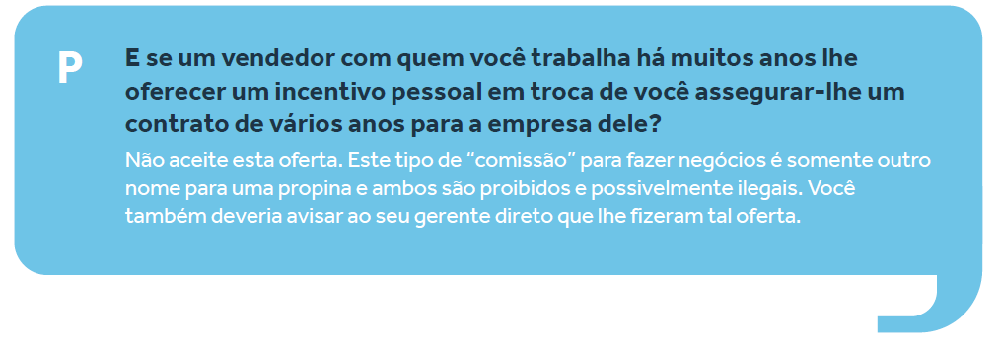 P
E se um vendedor com quem você trabalha há muitos anos lhe
oferecer um incentivo pessoal em troca de você assegurar-lhe um
contrato de vários anos para a empresa dele?
Não aceite esta oferta. Este tipo de “comissão” para fazer negócios é somente outro
nome para uma propina e ambos são proibidos e possivelmente ilegais. Você
também deveria avisar ao seu gerente direto que lhe fizeram tal oferta.